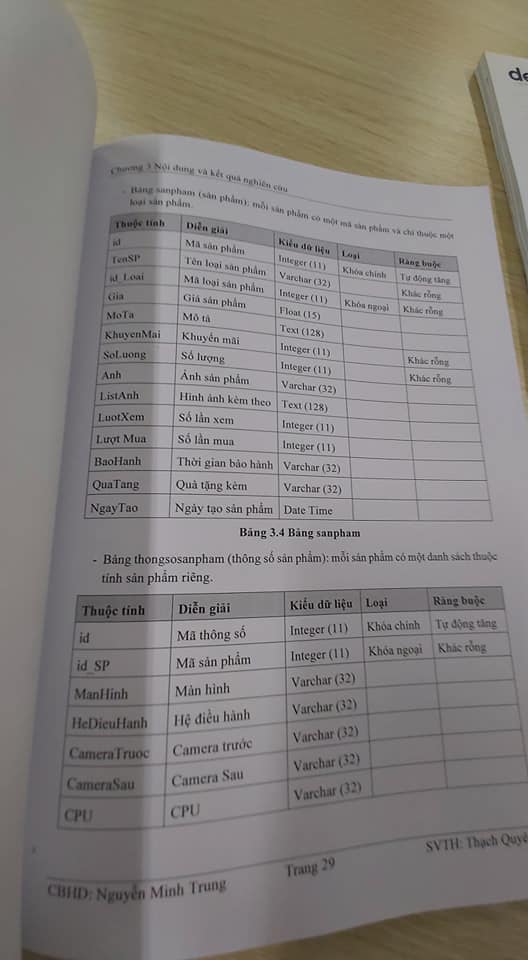 de
Chương 3 Nội dung và kết quả nghiên cứu
- Bảng sanpham (sản phẩm): mỗi sản phẩm có một mã sản phẩm và chỉ thuộc một
loại sản phẩm.
Thuộc tính Diễn giải Kiểu dữ liệu Loại Ràng buộc
id Mã sản phẩm Integer (11) Khóa chính Tự động tăng
TenSP Tên loại sản phẩm Varchar (32) Khác rỗng
id_Loai Mã loại sản phẩm Integer (11) Khóa ngoại Khác rỗng
Gia Giá sản phẩm Float (15)
MoTa Mô tả Text (128)
KhuyenMai Khuyến mãi Integer (11) Khác rỗng
SoLuong Số lượng Integer (11) Khác rỗng
Anh Ảnh sản phẩm Varchar (32)
ListAnh Hình ảnh kèm theo Text (128)
LuotXem Số lần xem Integer (11)
Lượt Mua Số lần mua Integer (11)
BaoHanh Thời gian bảo hành Varchar (32)
QuaTang Quà tặng kèm Varchar (32)
NgayTao Ngày tạo sản phẩm Date Time
Bảng 3.4 Bảng sanpham
- Bảng thongsosanpham (thông số sản phẩm): mỗi sản phẩm có một danh sách thuộc
tính sản phẩm riêng.
Thuộc tính Diễn giải Kiểu dữ liệu Loại Ràng buộc
id Mã thông số Integer (11) Khóa chính Tự động tăng
id_SP Mã sản phẩm Integer (11) Khóa ngoại Khác rỗng
ManHinh Màn hình Varchar (32)
HeDieuHanh Hệ điều hành Varchar (32)
CameraTruoc Camera trước Varchar (32)
CameraSau Camera Sau Varchar (32)
CPU CPU Varchar (32)
CBHD: Nguyễn Minh Trung Trang 29 SVTH: Thạch Quyề